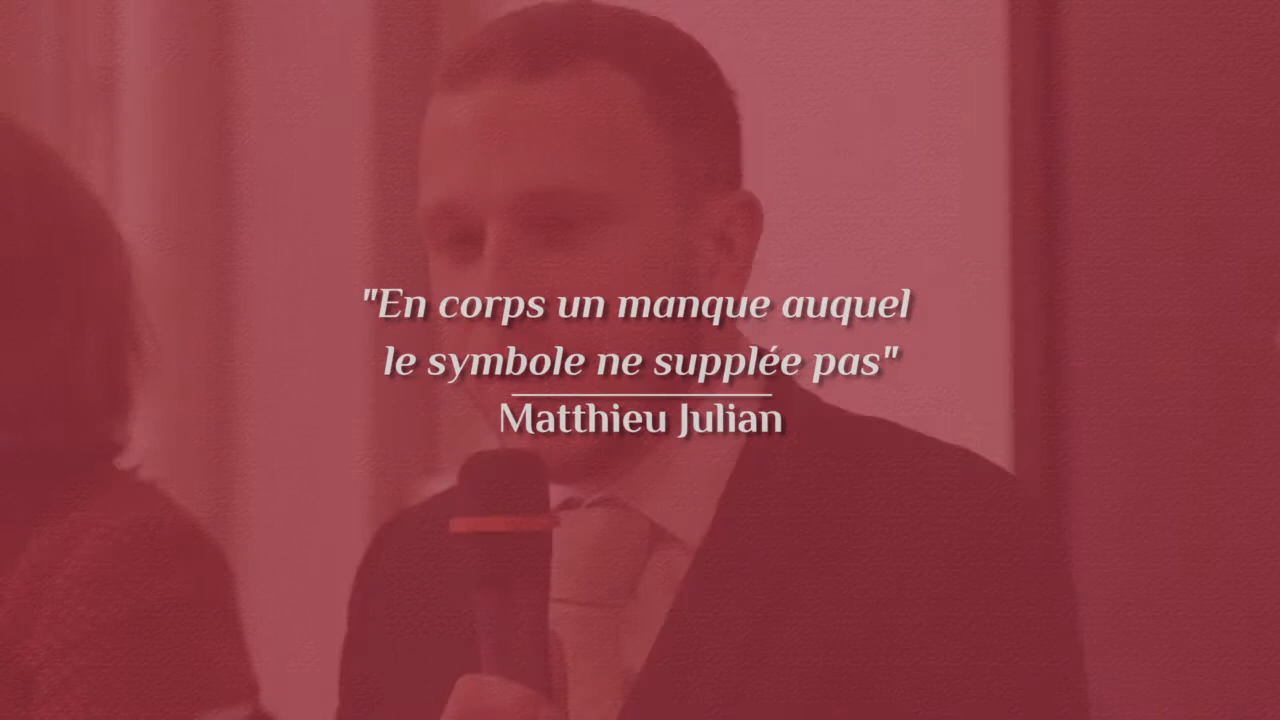 "En corps un manque auquel
le symbole ne supplée pas"
Matthieu Julian